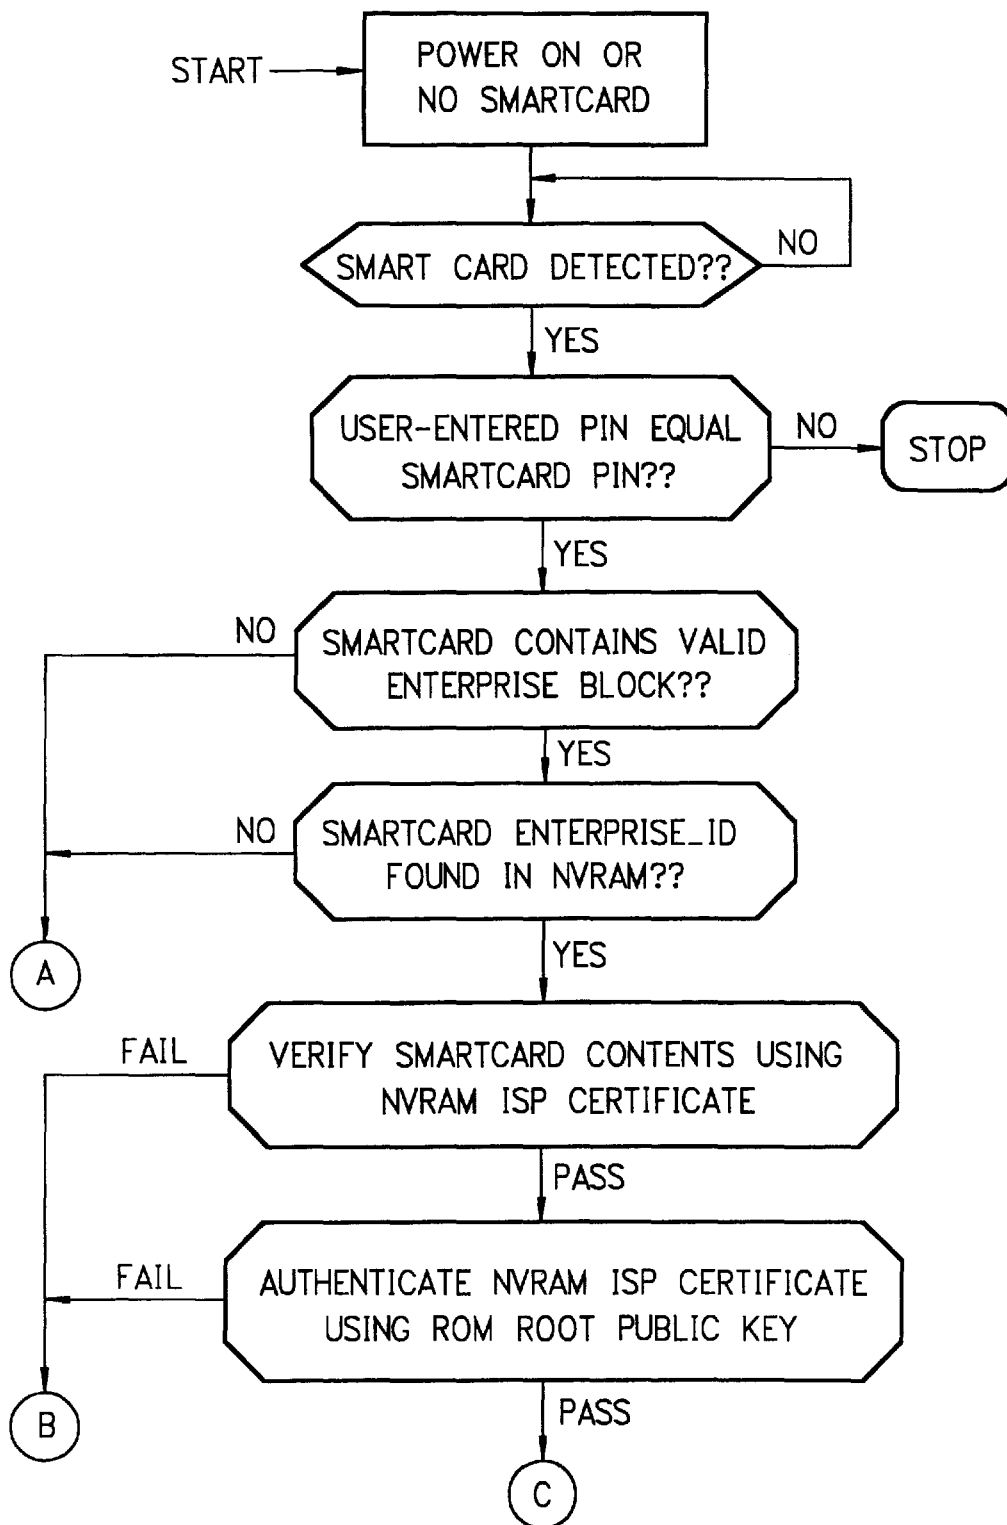 START
POWER ON OR
NO SMARTCARD
SMART CARD DETECTED??
NO
YES
USER-ENTERED PIN EQUAL
SMARTCARD PIN??
NO
STOP
YES
NO
SMARTCARD CONTAINS VALID
ENTERPRISE BLOCK??
YES
NO
SMARTCARD ENTERPRISE_ID
FOUND IN NVRAM??
A
YES
FAIL
VERIFY SMARTCARD CONTENTS USING
NVRAM ISP CERTIFICATE
PASS
FAIL
AUTHENTICATE NVRAM ISP CERTIFICATE
USING ROM ROOT PUBLIC KEY
B
PASS
C